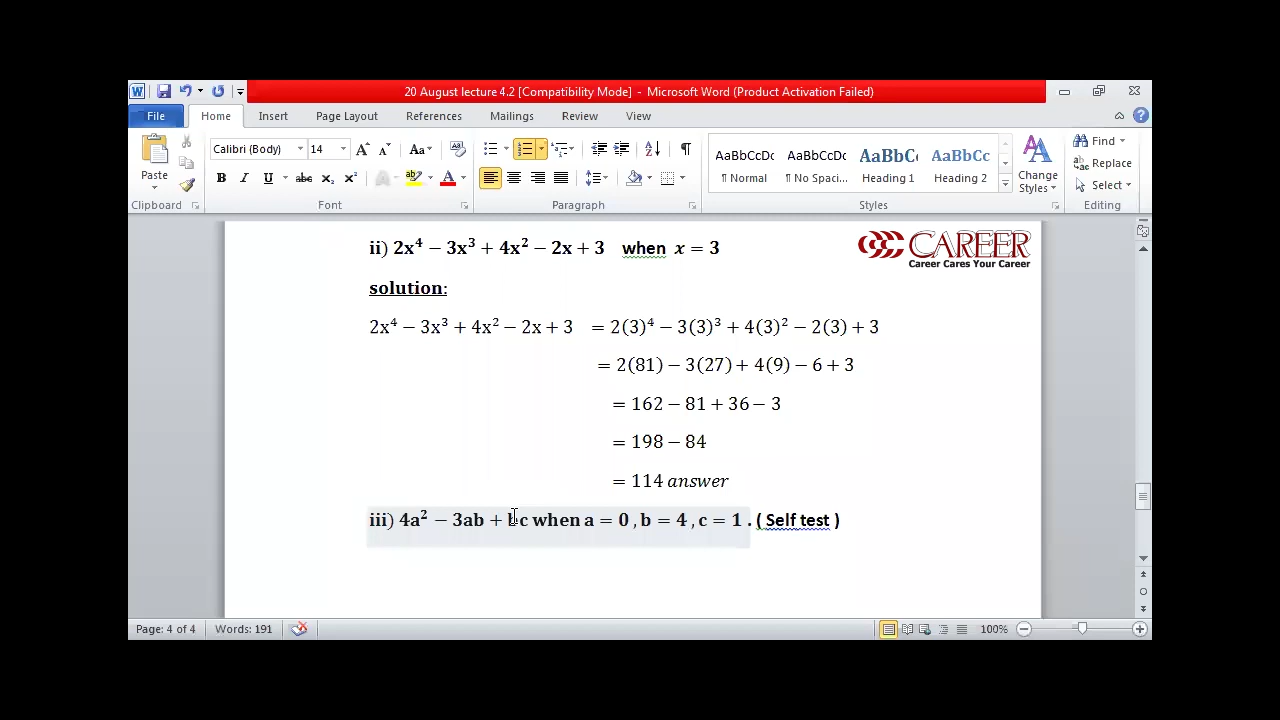 20 August lecture 4.2 [Compatibility Mode] - Microsoft Word (Product Activation Failed)
File Home Insert Page Layout References Mailings Review View
Calibri (Body) 14 Aa
AaBbCcDc AaBbCcDc AaBbCc AaBbCc
Find
Replace
Select
Paste
B I U abc x₂ x² A ab A
¶ Normal ¶ No Spaci... Heading 1 Heading 2
Change Styles
Clipboard Font Paragraph Styles Editing
CAREER
Career Cares Your Career
ii) 2x⁴ − 3x³ + 4x² − 2x + 3 when x = 3
solution:
2x⁴ − 3x³ + 4x² − 2x + 3 = 2(3)⁴ − 3(3)³ + 4(3)² − 2(3) + 3
= 2(81) − 3(27) + 4(9) − 6 + 3
= 162 − 81 + 36 − 3
= 198 − 84
= 114 answer
iii) 4a² − 3ab + bc when a = 0 , b = 4 , c = 1 . ( Self test )
Page: 4 of 4 Words: 191 100%